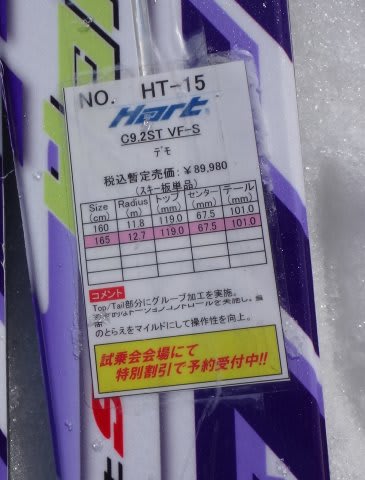 NO. HT-15
Hart
C9.2ST VF-S
デモ
税込暫定売価：￥89,980
(スキー板単品)
Size (cm) Radius (m) トップ (mm) センター (mm) テール (mm)
160 11.8 119.0 67.5 101.0
165 12.7 119.0 67.5 101.0
コメント
Top/Tail部分にグルーブ加工を実施。
のとらえをマイルドにして操作性を向上。
試乗会会場にて
特別割引で予約受付中!!